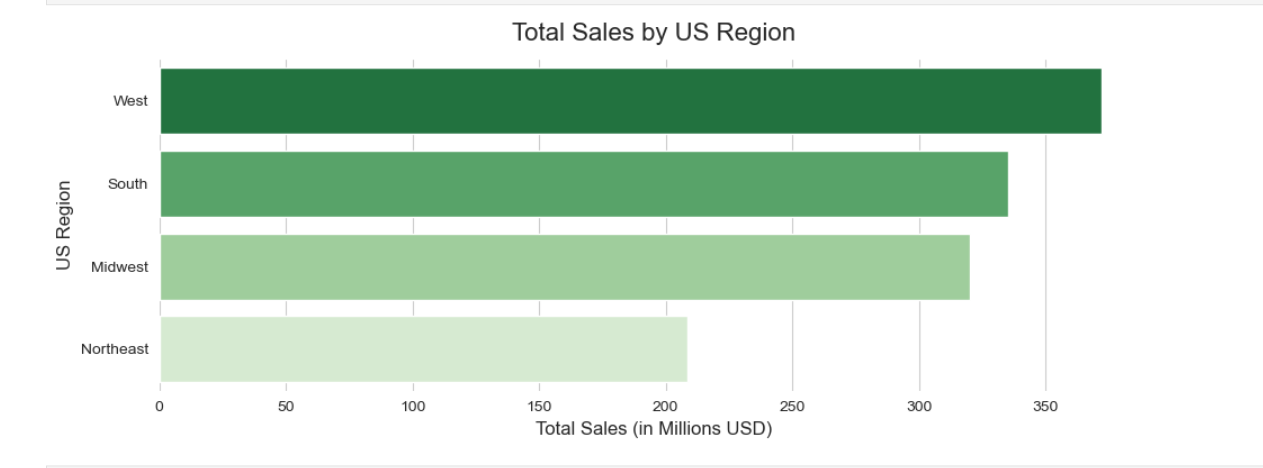 Total Sales by US Region
US Region
West
South
Midwest
Northeast
0 50 100 150 200 250 300 350
Total Sales (in Millions USD)